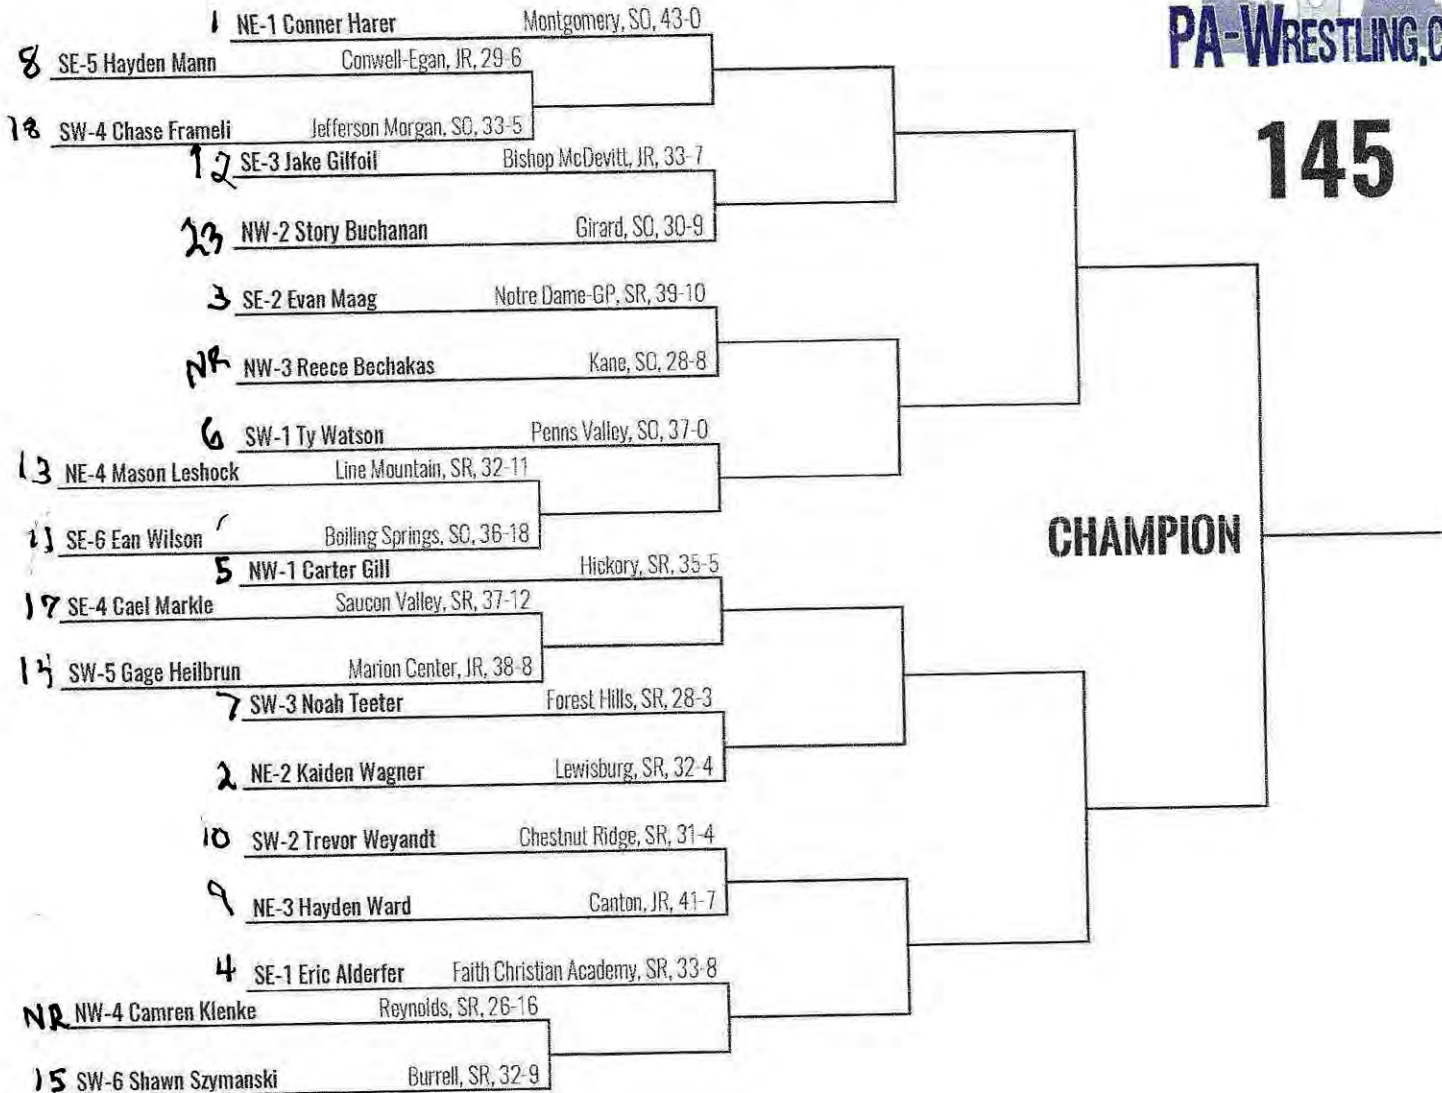 PA-WRESTLING.C
145
1 NE-1 Conner Harer Montgomery, SO, 43-0
8 SE-5 Hayden Mann Conwell-Egan, JR, 29-6
18 SW-4 Chase Frameli Jefferson Morgan, SO, 33-5
12 SE-3 Jake Gilfoil Bishop McDevitt, JR, 33-7
23 NW-2 Story Buchanan Girard, SO, 30-9
3 SE-2 Evan Maag Notre Dame-GP, SR, 39-10
NR NW-3 Reece Bechakas Kane, SO, 28-8
6 SW-1 Ty Watson Penns Valley, SO, 37-0
13 NE-4 Mason Leshock Line Mountain, SR, 32-11
11 SE-6 Ean Wilson Boiling Springs, SO, 36-18
CHAMPION
5 NW-1 Carter Gill Hickory, SR, 35-5
17 SE-4 Cael Markle Saucon Valley, SR, 37-12
14 SW-5 Gage Heilbrun Marion Center, JR, 38-8
7 SW-3 Noah Teeter Forest Hills, SR, 28-3
2 NE-2 Kaiden Wagner Lewisburg, SR, 32-4
10 SW-2 Trevor Weyandt Chestnut Ridge, SR, 31-4
9 NE-3 Hayden Ward Canton, JR, 41-7
4 SE-1 Eric Alderfer Faith Christian Academy, SR, 33-8
NR NW-4 Camren Klenke Reynolds, SR, 26-16
15 SW-6 Shawn Szymanski Burrell, SR, 32-9